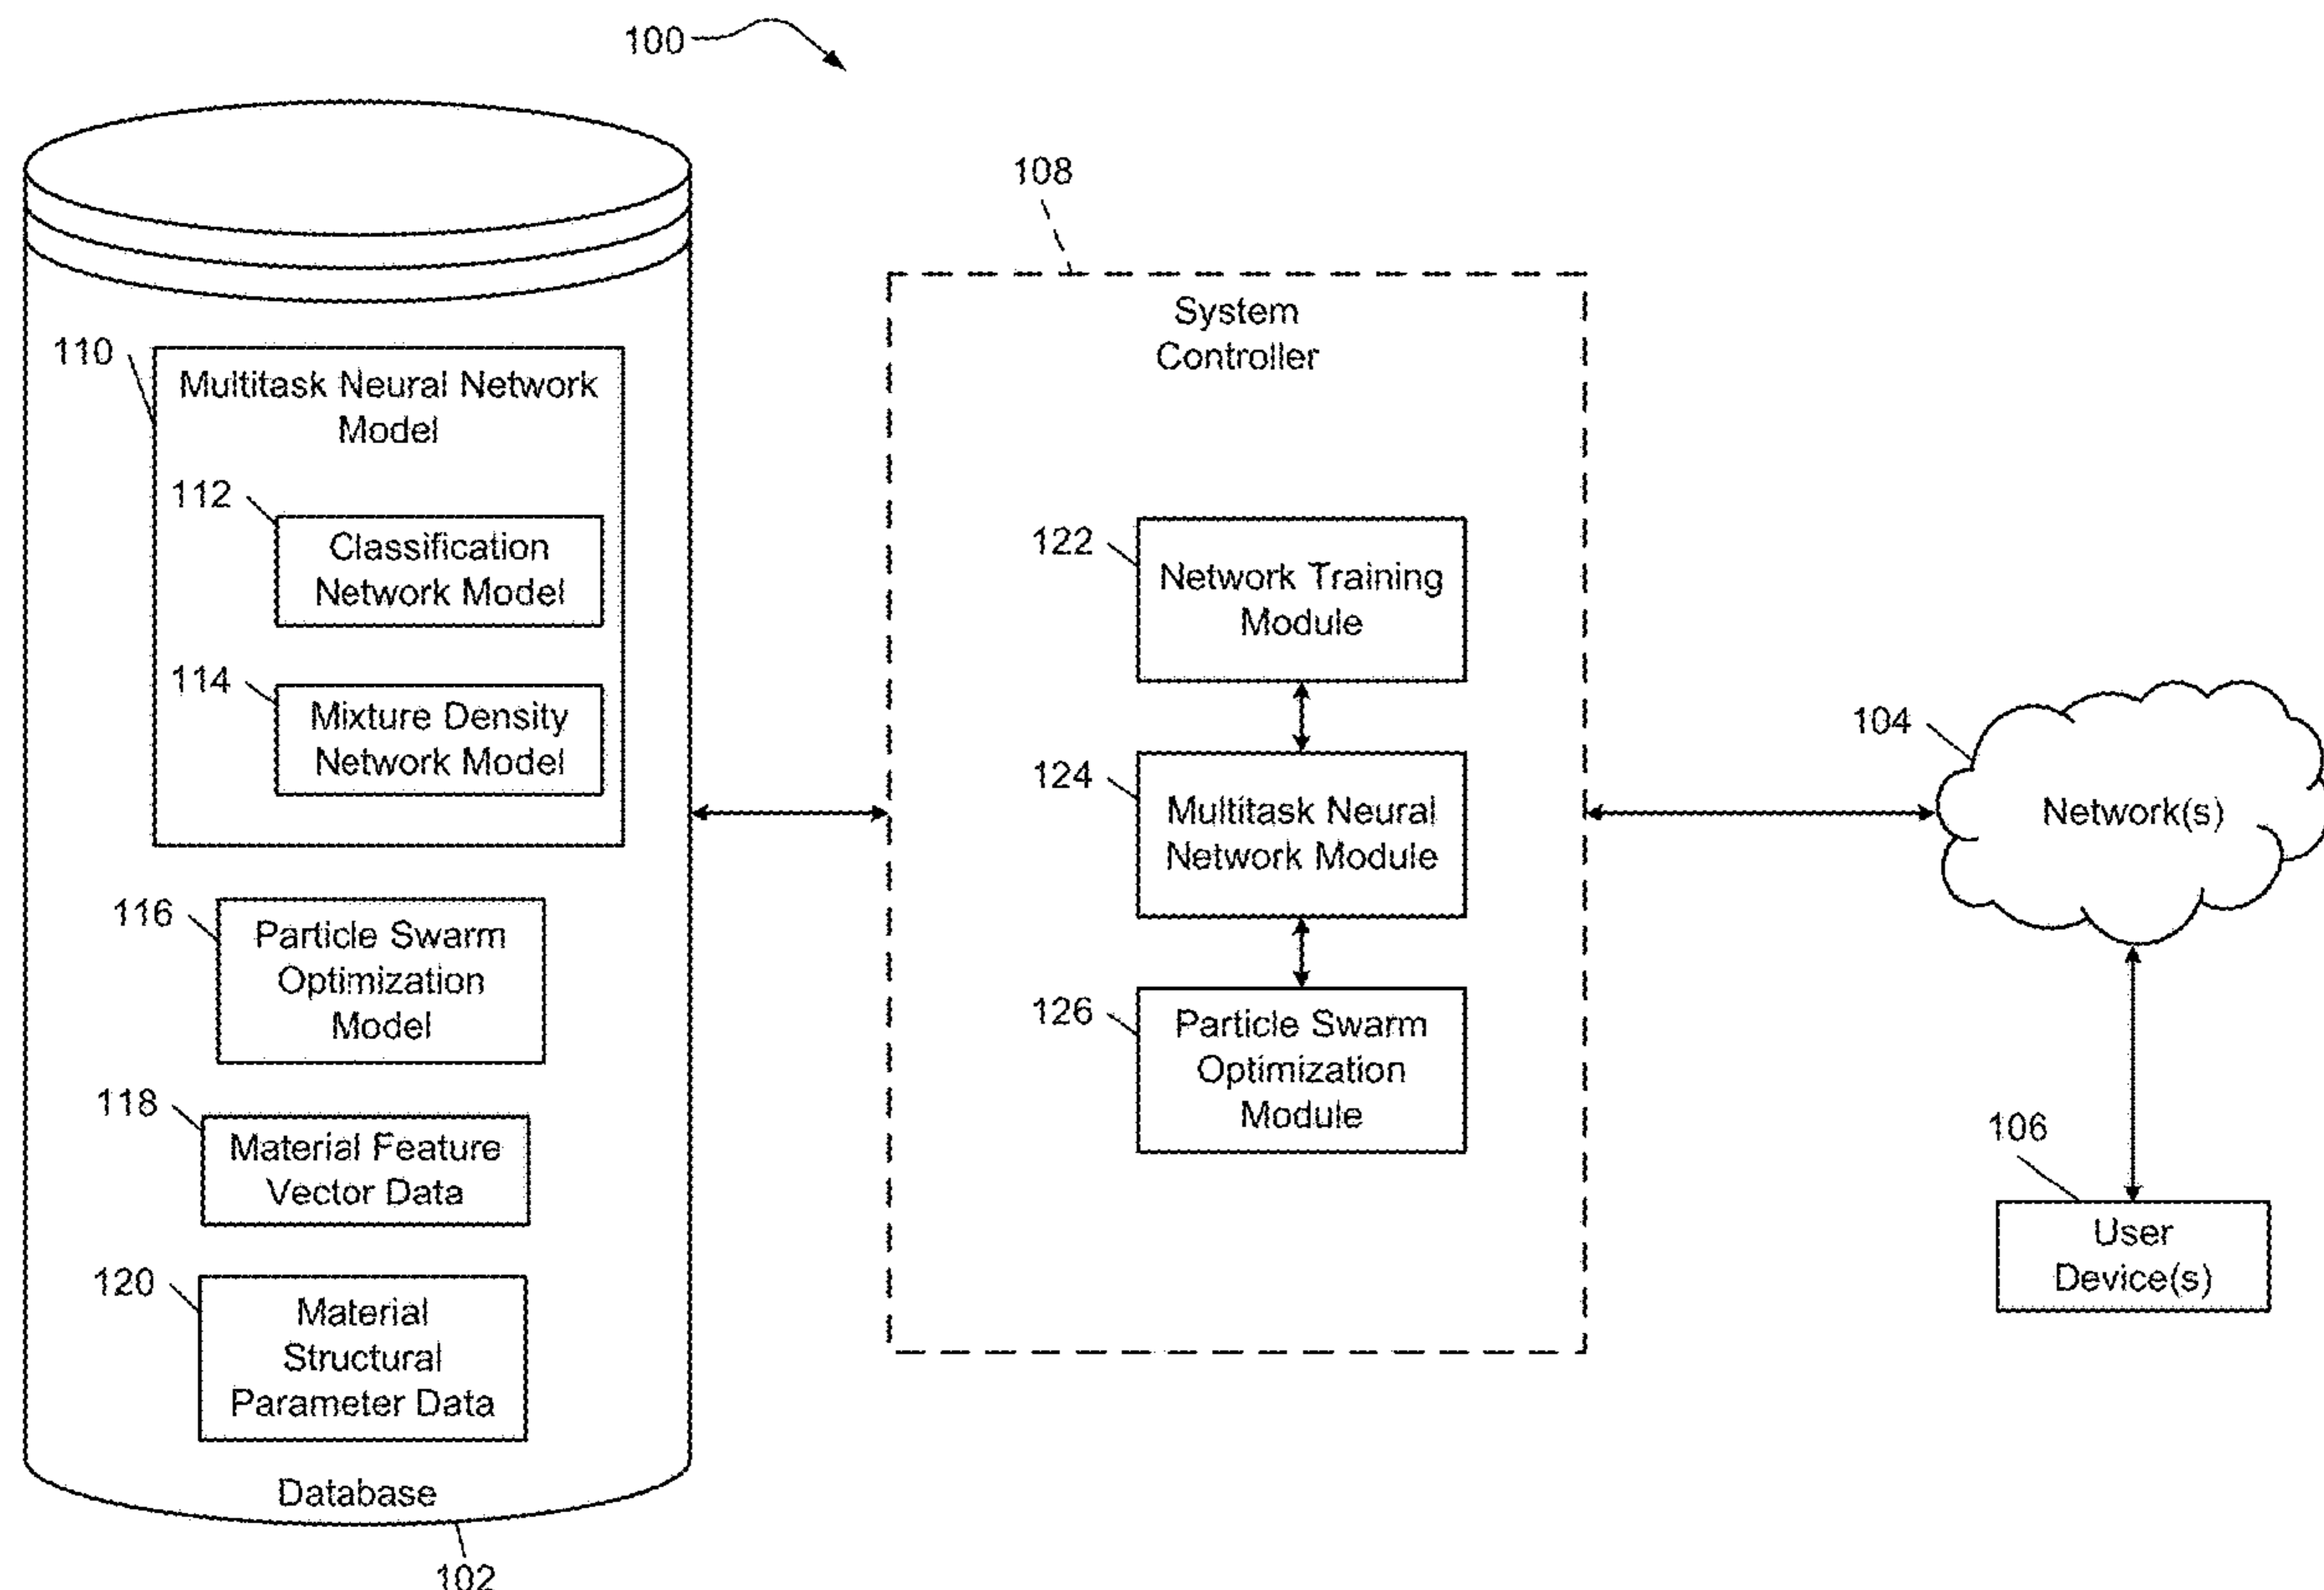 100
108
System
Controller
110
Multitask Neural Network
Model
112
Classification
Network Model
114
Mixture Density
Network Model
116
Particle Swarm
Optimization
Model
118
Material Feature
Vector Data
120
Material
Structural
Parameter Data
Database
102
122
Network Training
Module
124
Multitask Neural
Network Module
126
Particle Swarm
Optimization
Module
104
Network(s)
106
User
Device(s)